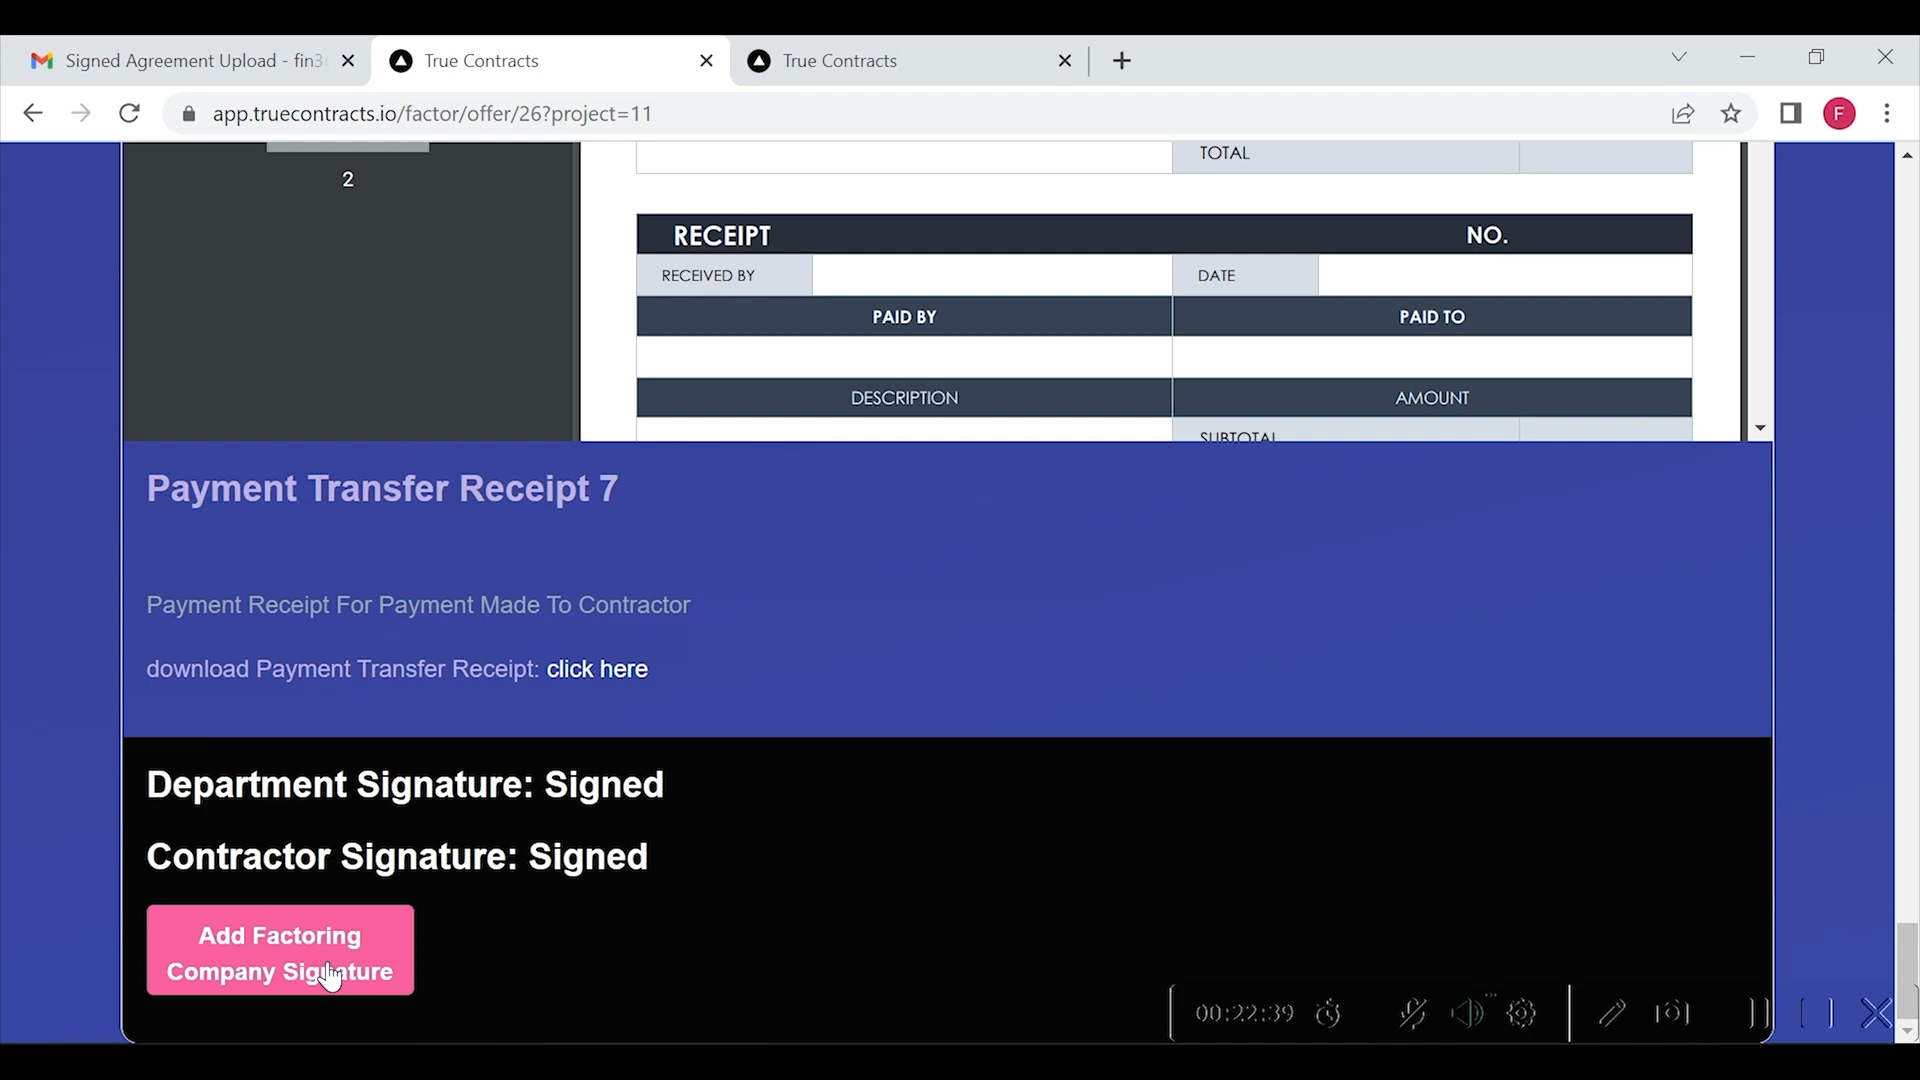 Signed Agreement Upload - fin3
True Contracts
True Contracts
app.truecontracts.io/factor/offer/26?project=11
F
2
TOTAL
RECEIPT NO.
RECEIVED BY DATE
PAID BY PAID TO
DESCRIPTION AMOUNT
SUBTOTAL
Payment Transfer Receipt 7
Payment Receipt For Payment Made To Contractor
download Payment Transfer Receipt: click here
Department Signature: Signed
Contractor Signature: Signed
Add Factoring
Company Signature
00:22:39